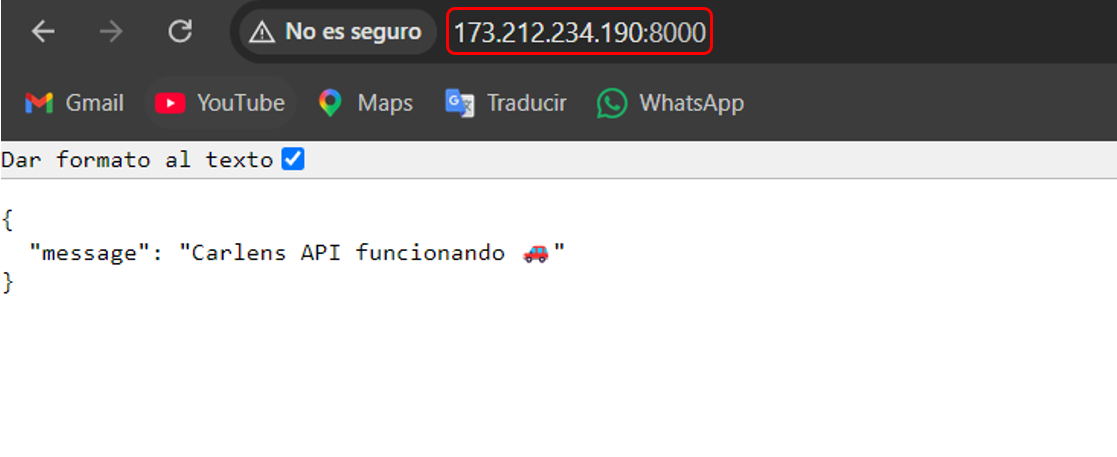 No es seguro 173.212.234.190:8000
Gmail YouTube Maps Traducir WhatsApp
Dar formato al texto
{
"message": "Carlens API funcionando 🚗"
}